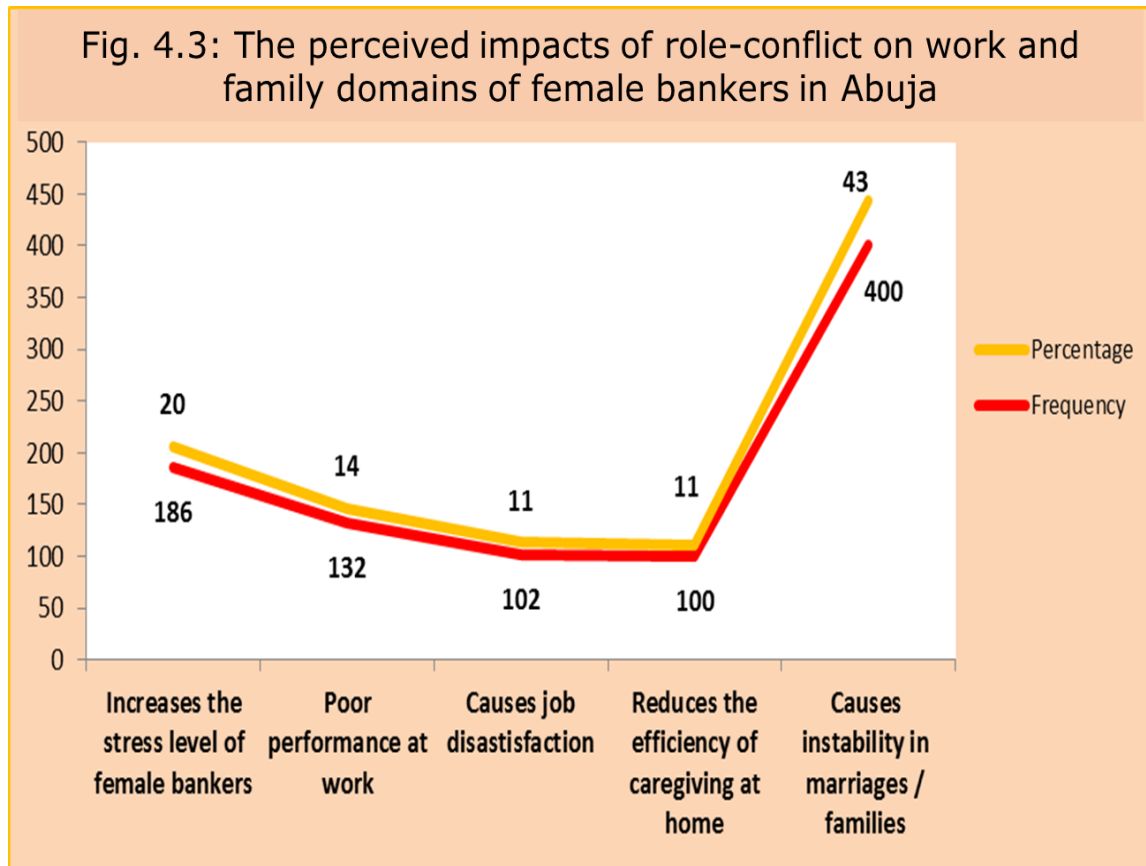 Fig. 4.3: The perceived impacts of role-conflict on work and
family domains of female bankers in Abuja
500
450
400
350
300
250
200
150
100
50
0
20
186
14
132
11
102
11
100
43
400
Percentage
Frequency
Increases the
stress level of
female bankers
Poor
performance at
work
Causes job
disastisfaction
Reduces the
efficiency of
caregiving at
home
Causes
instability in
marriages /
families